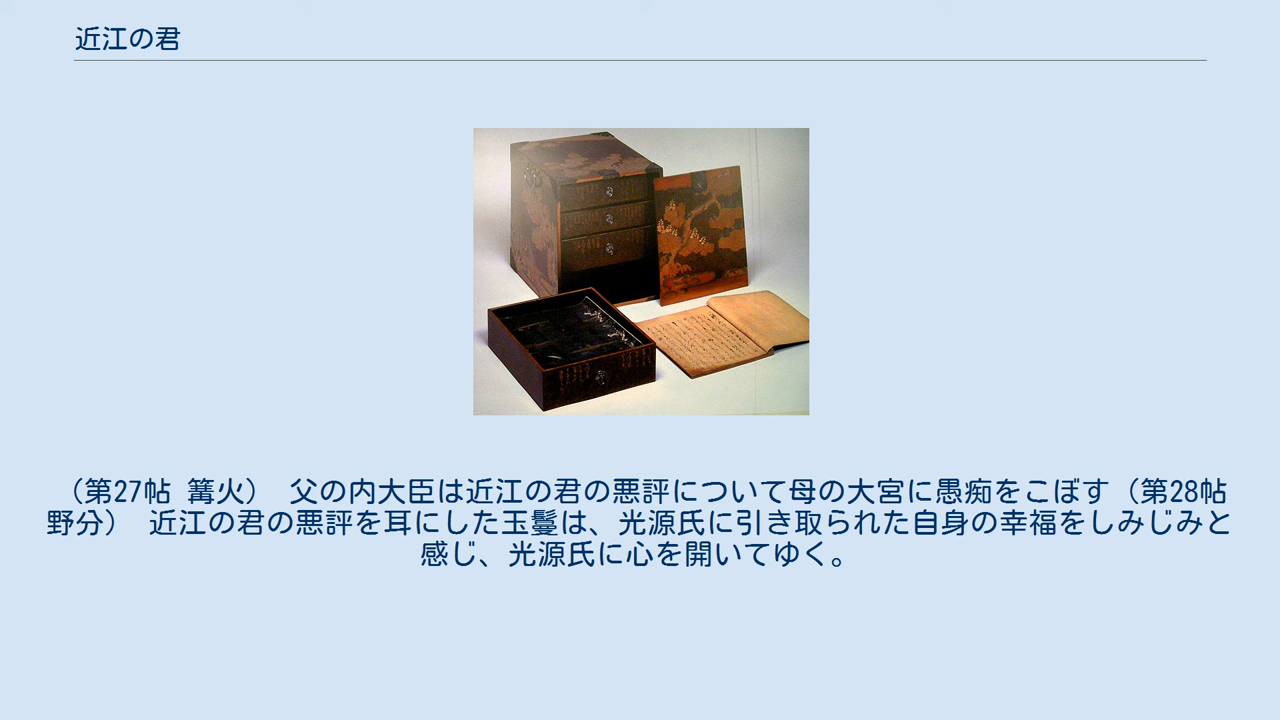 近江の君
（第27帖 篝火） 父の内大臣は近江の君の悪評について母の大宮に愚痴をこぼす（第28帖
野分） 近江の君の悪評を耳にした玉鬘は、光源氏に引き取られた自身の幸福をしみじみと
感じ、光源氏に心を開いてゆく。